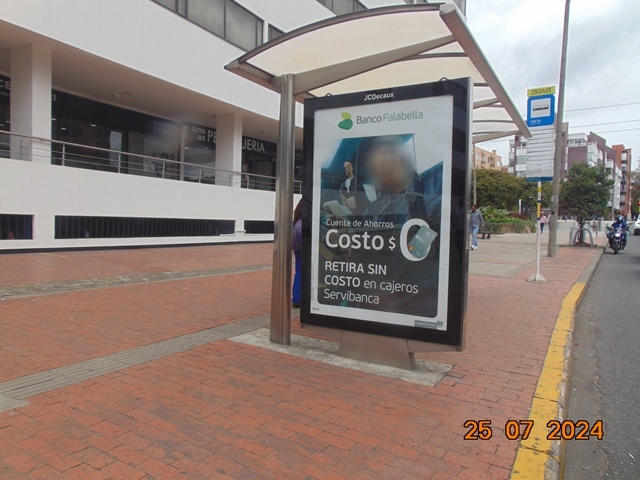 JCDecaux
Banco Falabella
Cuenta de Ahorros
Costo $0
RETIRA SIN
COSTO en cajeros
Servibanca
25 07 2024